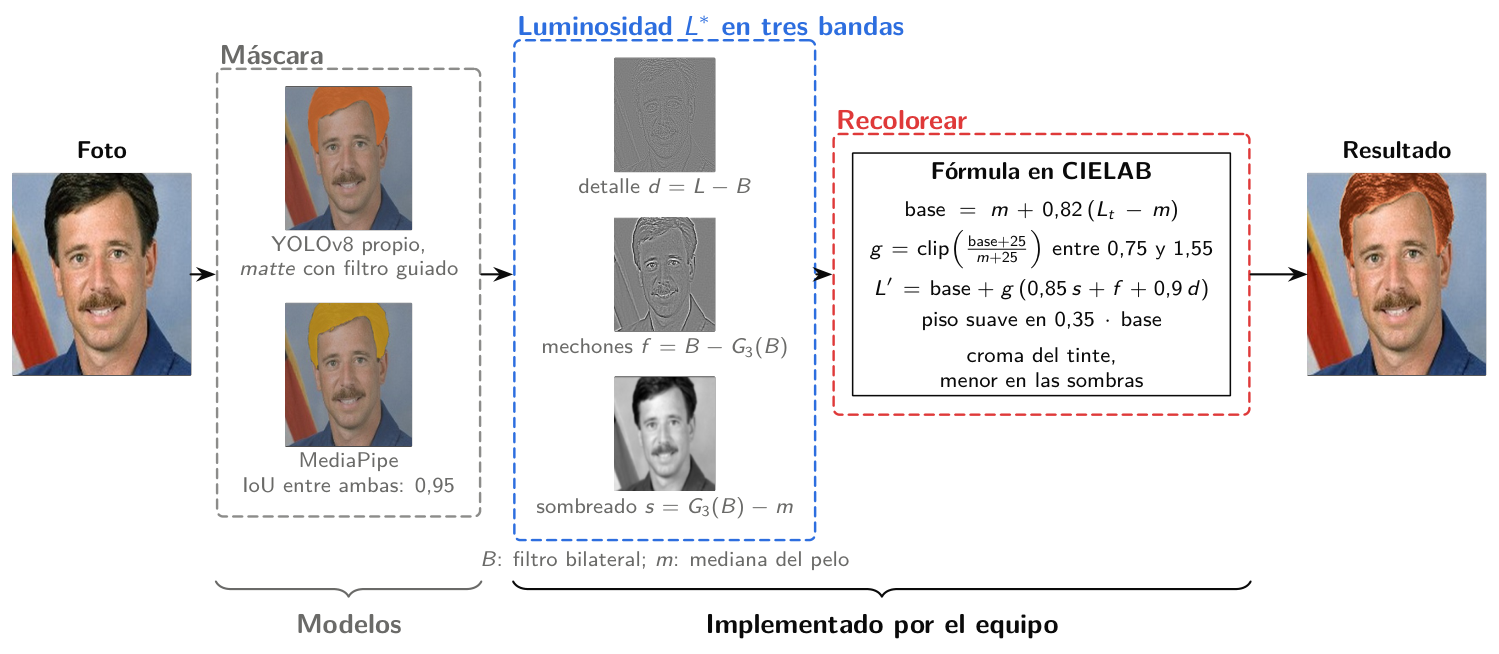 Foto
Máscara
YOLOv8 propio,
matte con filtro guiado
MediaPipe
IoU entre ambas: 0,95
Luminosidad L* en tres bandas
detalle d = L − B
mechones f = B − G₃(B)
sombreado s = G₃(B) − m
B: filtro bilateral; m: mediana del pelo
Recolorear
Fórmula en CIELAB
base = m + 0,82 (Lₜ − m)
g = clip(base+25 / m+25) entre 0,75 y 1,55
L′ = base + g (0,85 s + f + 0,9 d)
piso suave en 0,35 · base
croma del tinte,
menor en las sombras
Resultado
Modelos
Implementado por el equipo